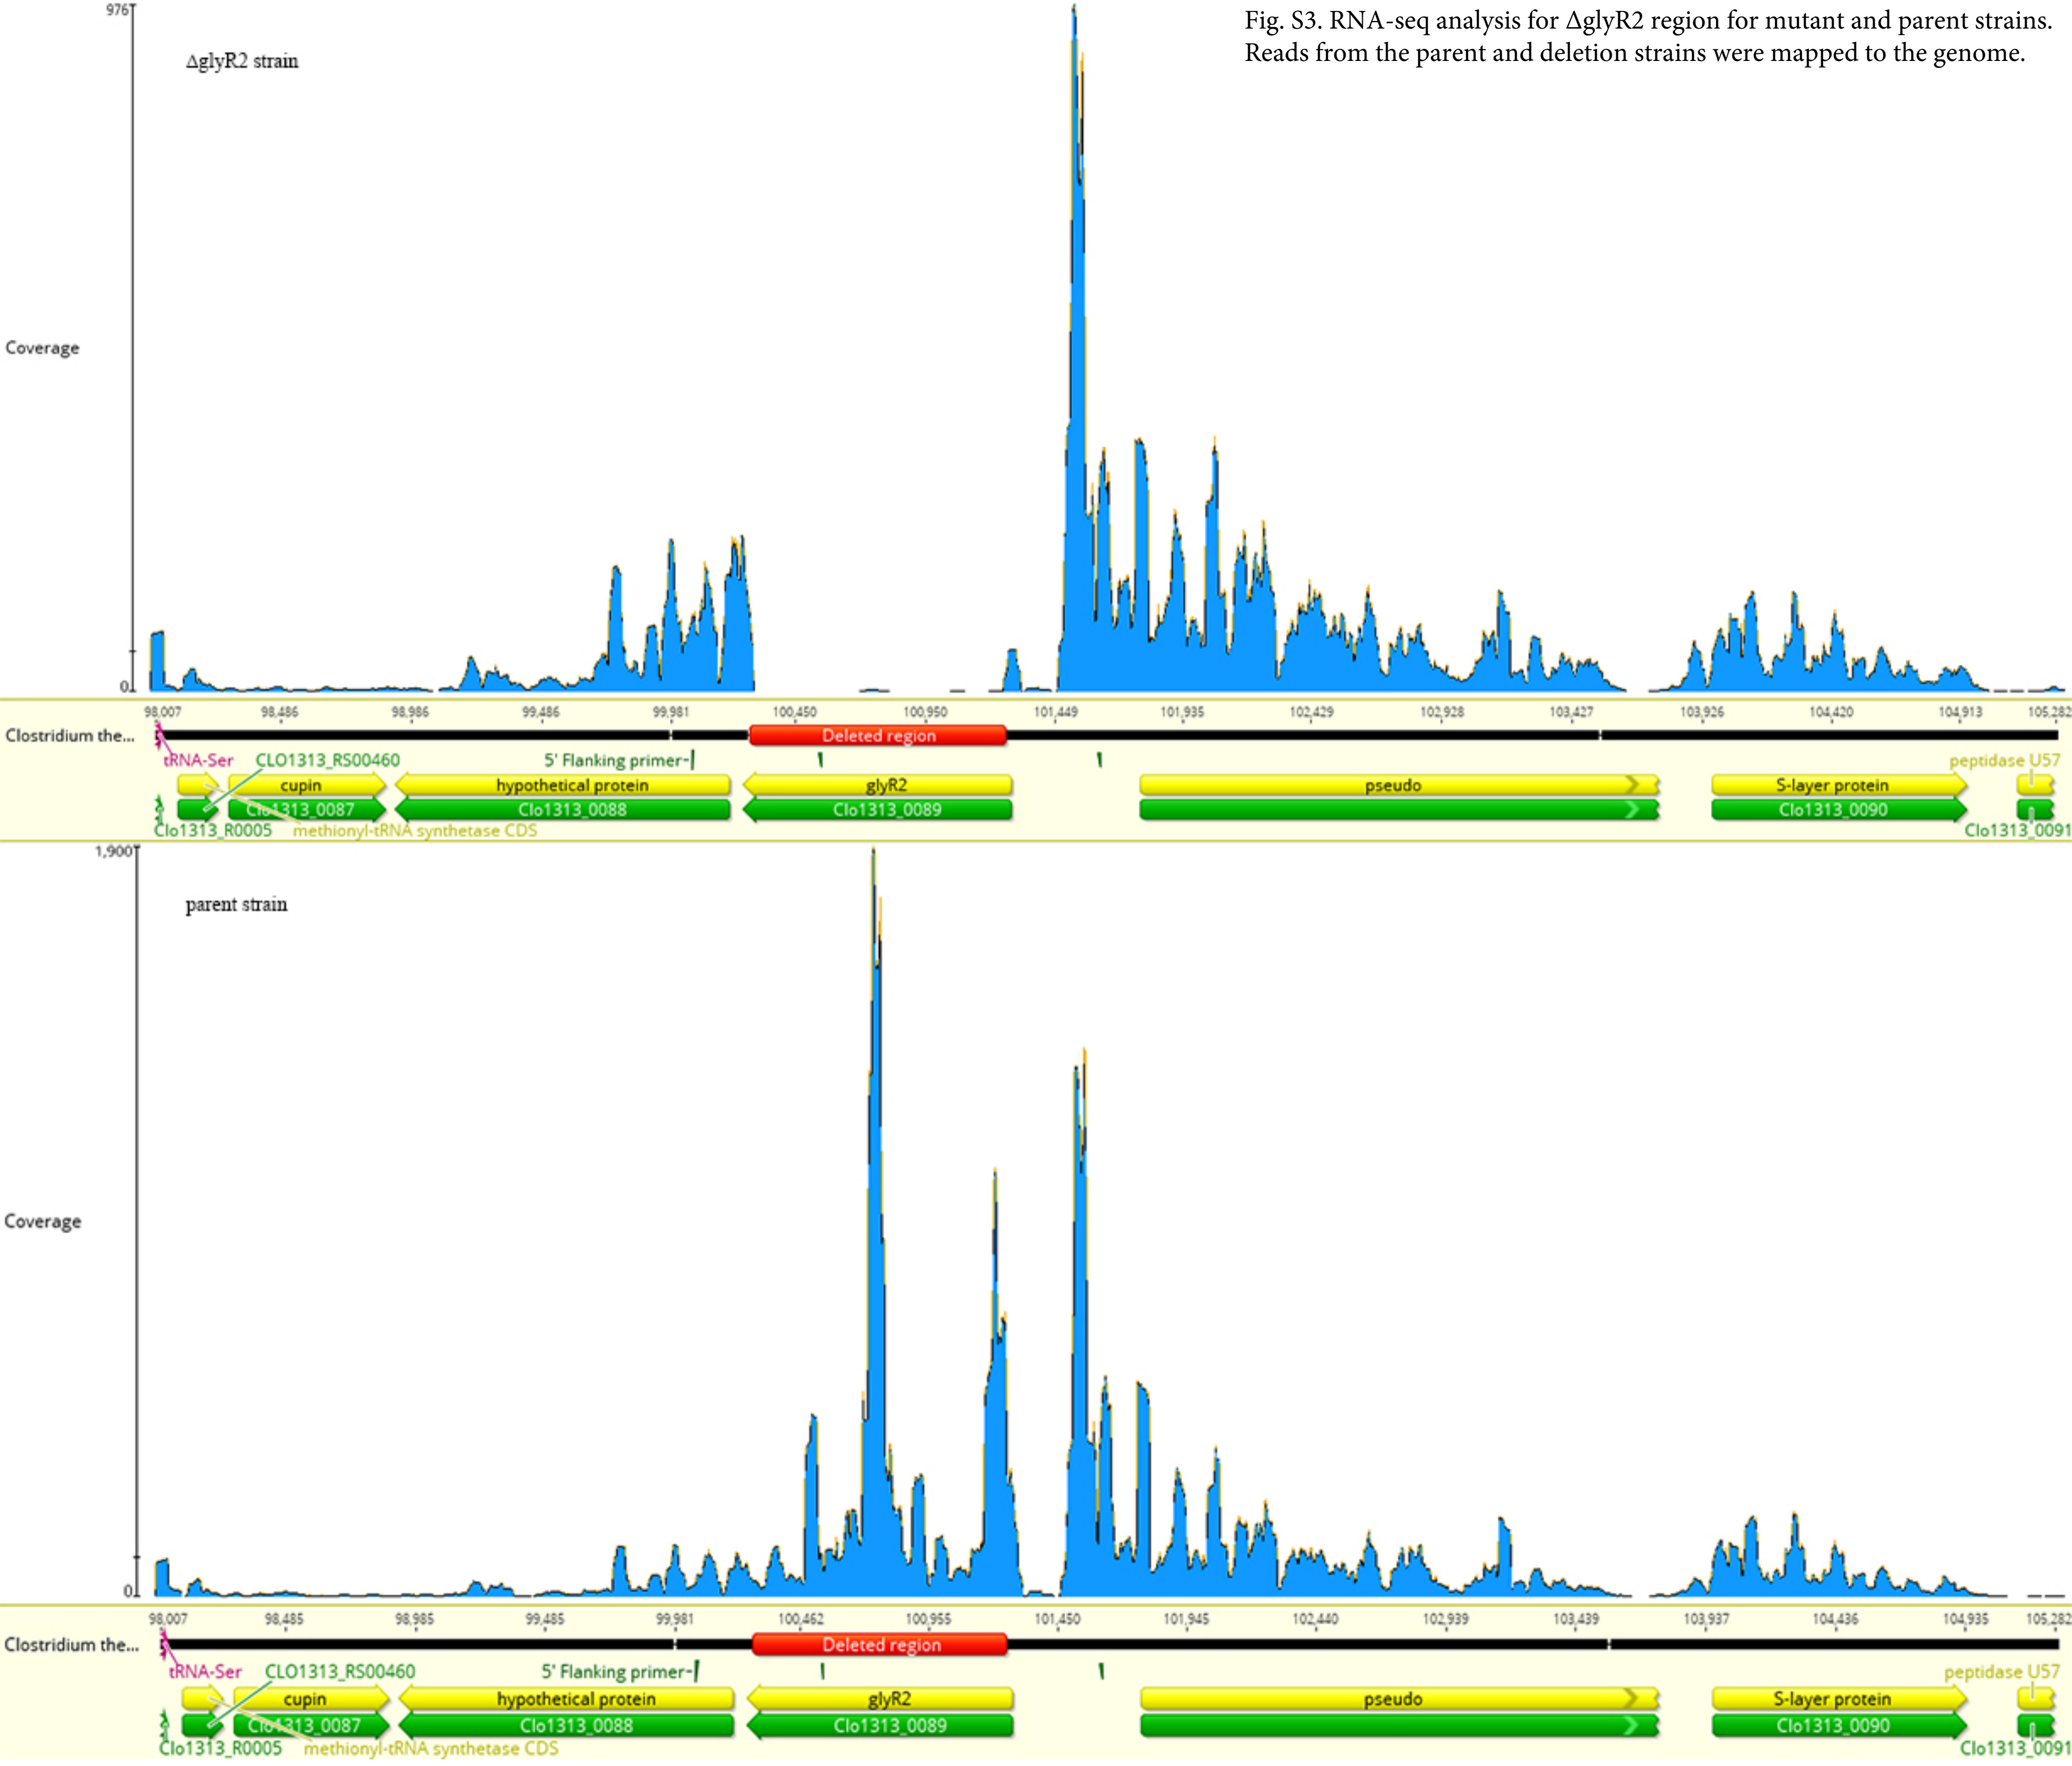 Fig. S3. RNA-seq analysis for ΔglyR2 region for mutant and parent strains.
Reads from the parent and deletion strains were mapped to the genome.
976
ΔglyR2 strain
Coverage
0
98,007 98,486 98,986 99,486 99,981 100,450 100,950 101,449 101,935 102,429 102,928 103,427 103,926 104,420 104,913 105,282
Clostridium the... Deleted region
tRNA-Ser CLO1313_RS00460 5' Flanking primer peptidase U57
cupin hypothetical protein glyR2 pseudo S-layer protein
Clo1313_0087 Clo1313_0088 Clo1313_0089 Clo1313_0090
Clo1313_R0005 methionyl-tRNA synthetase CDS Clo1313_0091
1,900
parent strain
Coverage
0
98,007 98,485 98,985 99,485 99,981 100,462 100,955 101,450 101,945 102,440 102,939 103,439 103,937 104,436 104,935 105,282
Clostridium the... Deleted region
tRNA-Ser CLO1313_RS00460 5' Flanking primer peptidase U57
cupin hypothetical protein glyR2 pseudo S-layer protein
Clo1313_0087 Clo1313_0088 Clo1313_0089 Clo1313_0090
Clo1313_R0005 methionyl-tRNA synthetase CDS Clo1313_0091